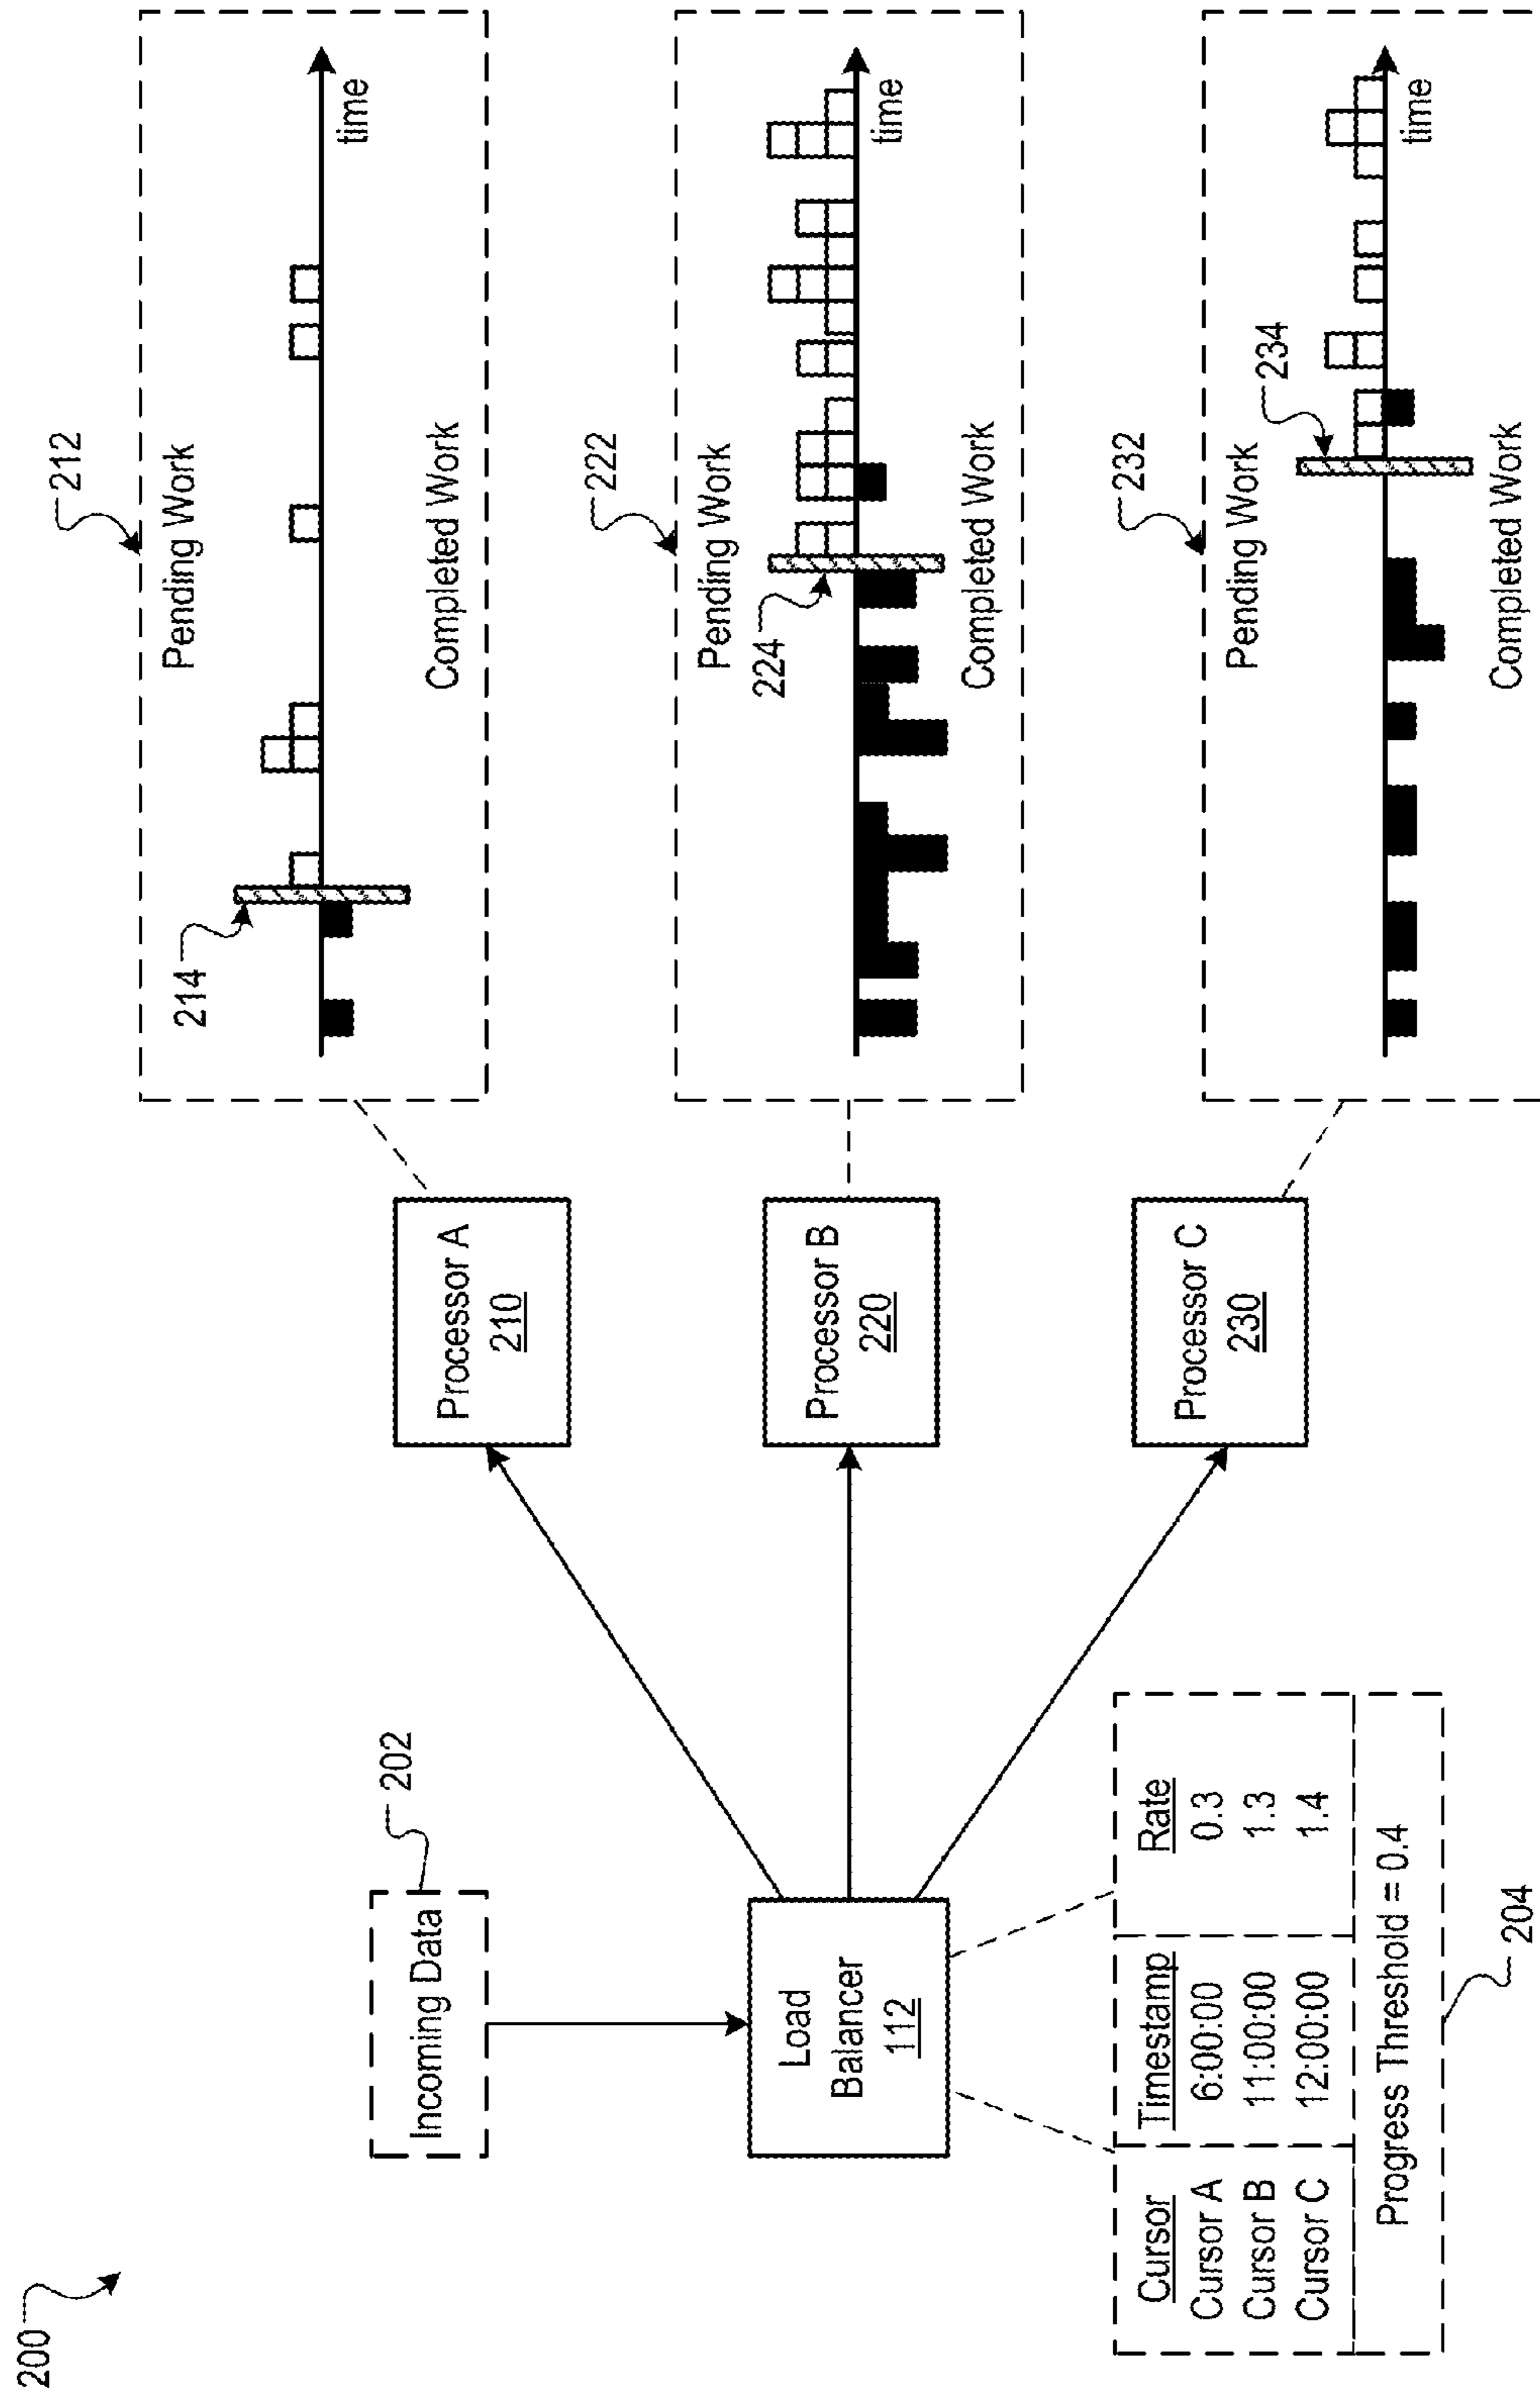 200
Incoming Data
202
Load
Balancer
112
Cursor Timestamp Rate
Cursor A 6:00:00 0.3
Cursor B 11:00:00 1.3
Cursor C 12:00:00 1.4
Progress Threshold = 0.4
204
Processor A
210
Processor B
220
Processor C
230
212
Pending Work
214
time
Completed Work
222
Pending Work
224
time
Completed Work
232
Pending Work
234
time
Completed Work